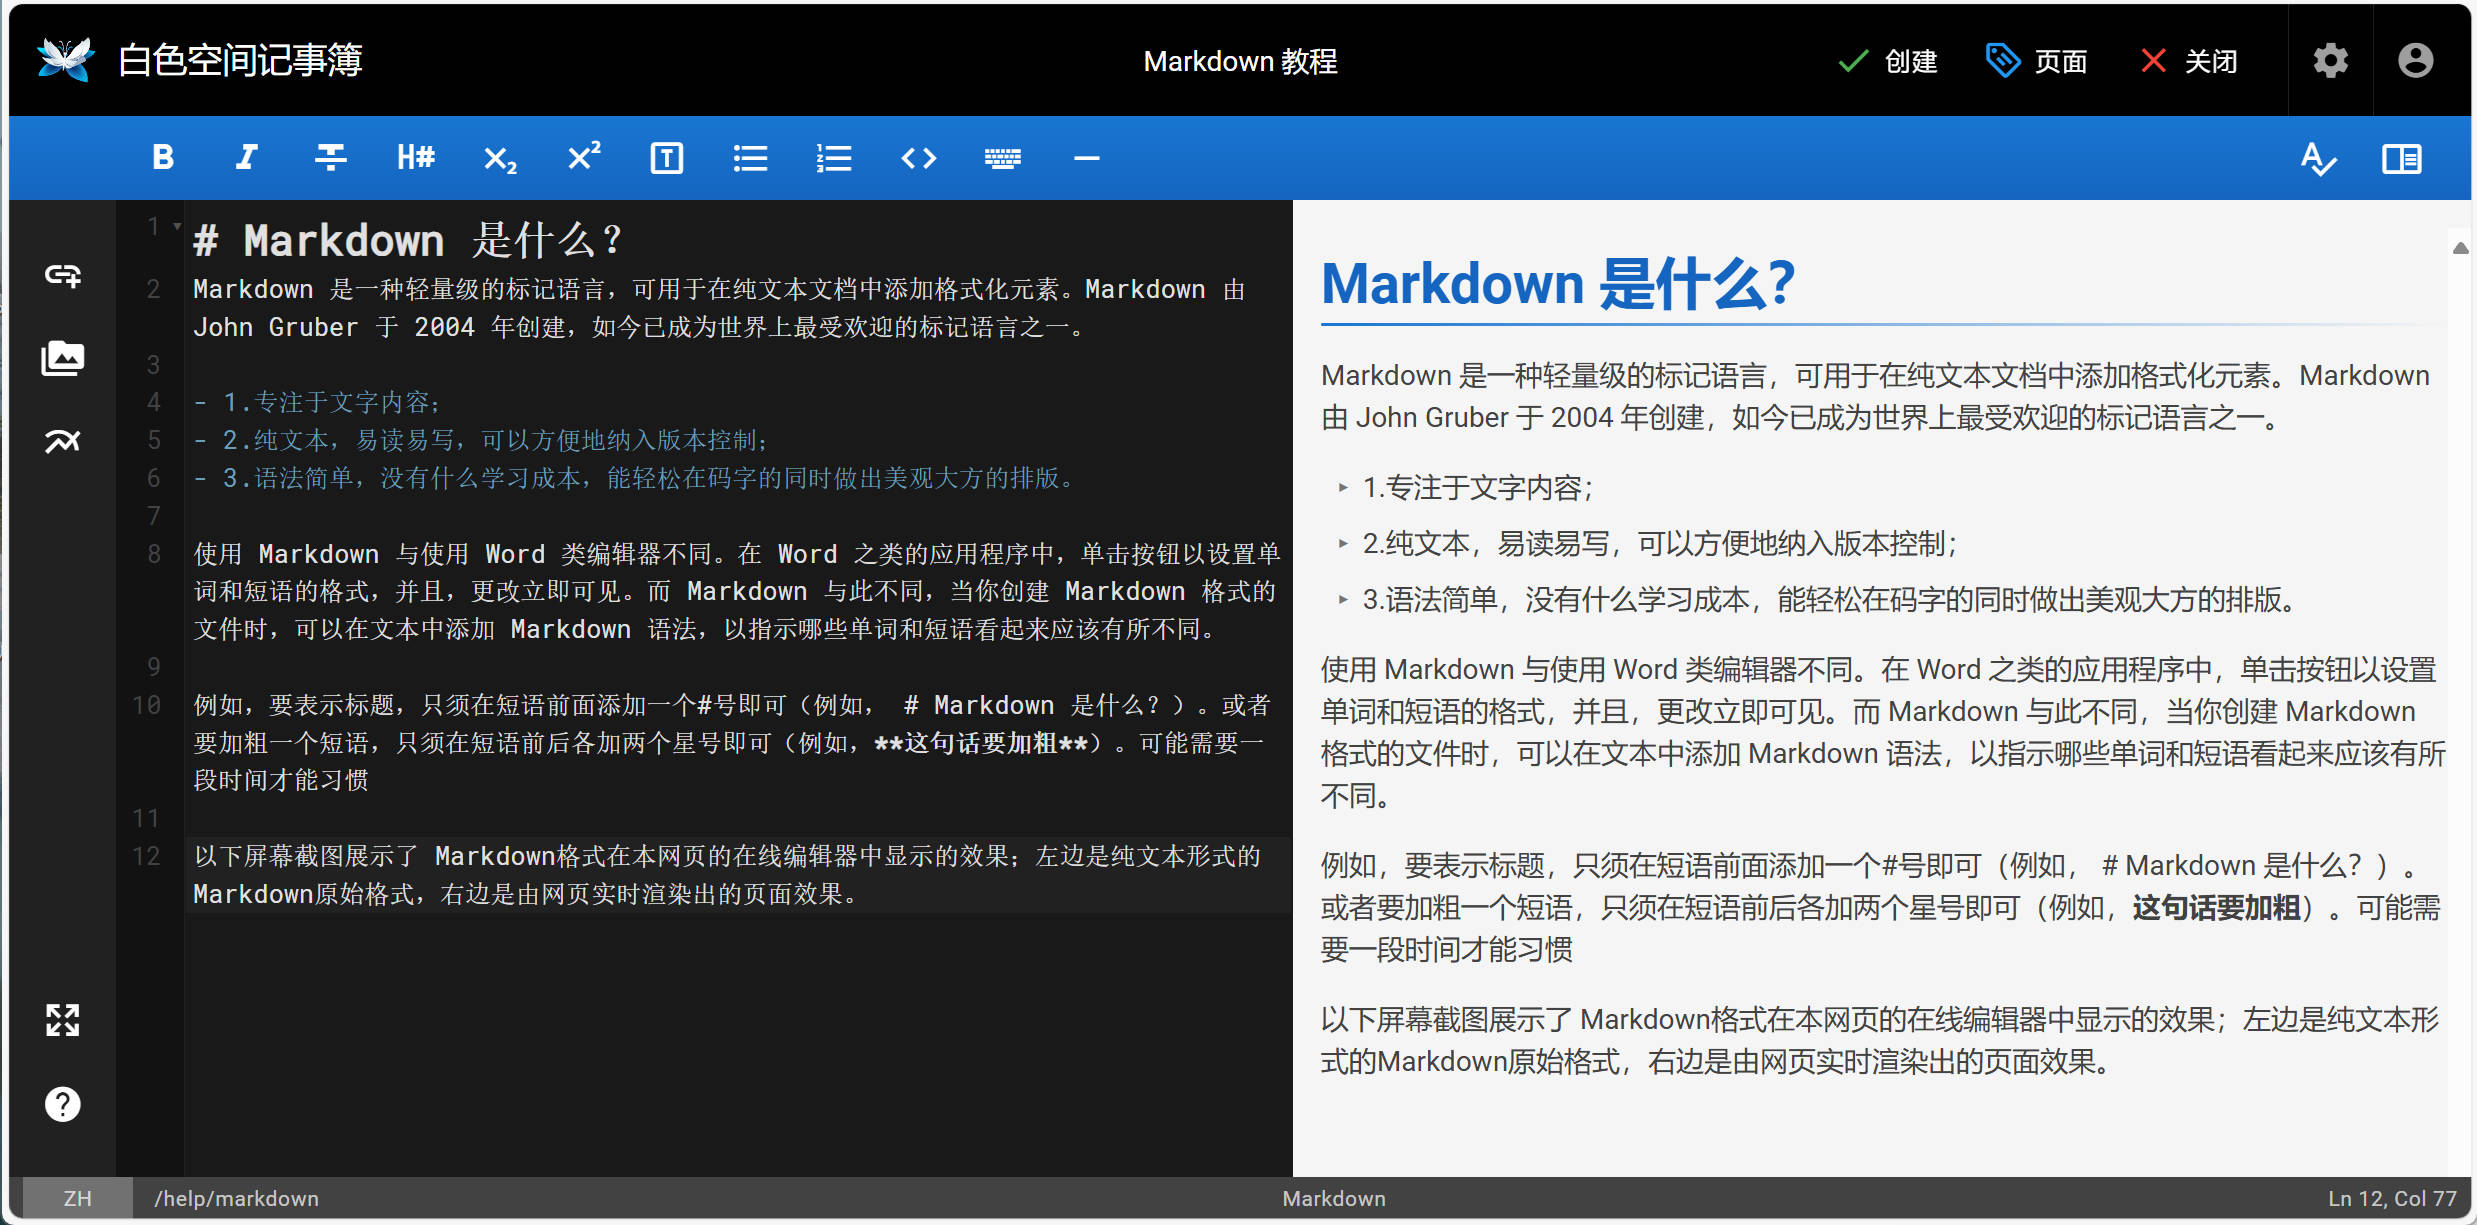 白色空间记事簿
Markdown 教程
创建
页面
关闭
B I T H# X₂ X² T
1 # Markdown 是什么？
2 Markdown 是一种轻量级的标记语言，可用于在纯文本文档中添加格式化元素。Markdown 由
John Gruber 于 2004 年创建，如今已成为世界上最受欢迎的标记语言之一。
3
4 - 1.专注于文字内容；
5 - 2.纯文本，易读易写，可以方便地纳入版本控制；
6 - 3.语法简单，没有什么学习成本，能轻松在码字的同时做出美观大方的排版。
7
8 使用 Markdown 与使用 Word 类编辑器不同。在 Word 之类的应用程序中，单击按钮以设置单
词和短语的格式，并且，更改立即可见。而 Markdown 与此不同，当你创建 Markdown 格式的
文件时，可以在文本中添加 Markdown 语法，以指示哪些单词和短语看起来应该有所不同。
9
10 例如，要表示标题，只须在短语前面添加一个#号即可（例如， # Markdown 是什么？）。或者
要加粗一个短语，只须在短语前后各加两个星号即可（例如，**这句话要加粗**）。可能需要一
段时间才能习惯
11
12 以下屏幕截图展示了 Markdown格式在本网页的在线编辑器中显示的效果；左边是纯文本形式的
Markdown原始格式，右边是由网页实时渲染出的页面效果。
Markdown 是什么？
Markdown 是一种轻量级的标记语言，可用于在纯文本文档中添加格式化元素。Markdown
由 John Gruber 于 2004 年创建，如今已成为世界上最受欢迎的标记语言之一。
1.专注于文字内容；
2.纯文本，易读易写，可以方便地纳入版本控制；
3.语法简单，没有什么学习成本，能轻松在码字的同时做出美观大方的排版。
使用 Markdown 与使用 Word 类编辑器不同。在 Word 之类的应用程序中，单击按钮以设置
单词和短语的格式，并且，更改立即可见。而 Markdown 与此不同，当你创建 Markdown
格式的文件时，可以在文本中添加 Markdown 语法，以指示哪些单词和短语看起来应该有所
不同。
例如，要表示标题，只须在短语前面添加一个#号即可（例如， # Markdown 是什么？）。
或者要加粗一个短语，只须在短语前后各加两个星号即可（例如，这句话要加粗）。可能需
要一段时间才能习惯
以下屏幕截图展示了 Markdown格式在本网页的在线编辑器中显示的效果；左边是纯文本形
式的Markdown原始格式，右边是由网页实时渲染出的页面效果。
ZH
/help/markdown
Markdown
Ln 12, Col 77